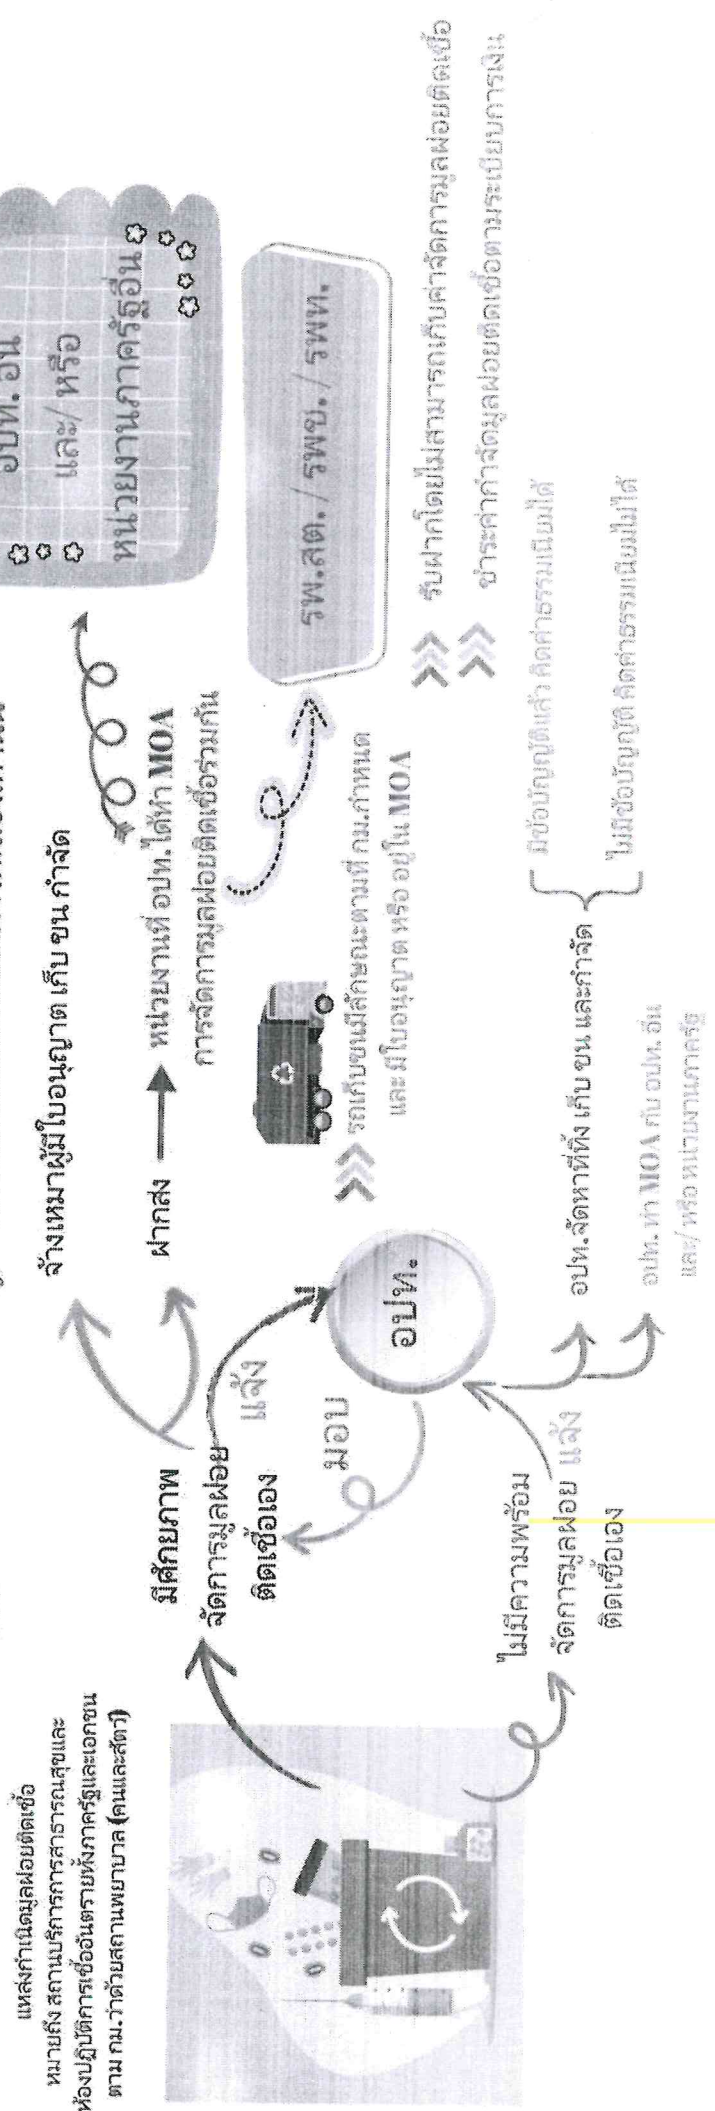 แหล่งกำเนิดมูลฝอยติดเชื้อ
หมายถึง สถานบริการการสาธารณสุขและ
ห้องปฏิบัติการเชื้ออันตรายทั้งภาครัฐและเอกชน
ตาม กม.ว่าด้วยสถานพยาบาล (คนและสัตว์)
มีศักยภาพ
จัดการมูลฝอย
ติดเชื้อเอง
แจ้ง
มอบ
อปท.
จ้างเหมาผู้มีใบอนุญาต เก็บ ขน กำจัด
ฝากส่ง
หน่วยงานที่ อปท.ได้ทำ MOA
การจัดการมูลฝอยติดเชื้อร่วมกัน
อปท. อื่น
และ/ หรือ
หน่วยงานภาครัฐอื่น
รพ.สต. / รพช. / รพท.
รถเก็บขนมีลักษณะตามที่ กม.กำหนด
และ มีใบอนุญาต หรือ อยู่ใน MOA
รับฝากโดยไม่สามารถเก็บค่าจัดการมูลฝอยติดเชื้อ
ชำระค่ากำจัดมูลฝอยติดเชื้อตามระเบียบการเงิน
ไม่มีความพร้อม
จัดการมูลฝอย
ติดเชื้อเอง
แจ้ง
อปท.จัดหาที่ทิ้ง เก็บ ขน และกำจัด
มีข้อบัญญัติแล้ว คิดค่าธรรมเนียมได้
ไม่มีข้อบัญญัติ คิดค่าธรรมเนียมไม่ได้
อปท. ทำ MOA กับ อปท. อื่น
และ/ หรือ หน่วยงานภาครัฐ